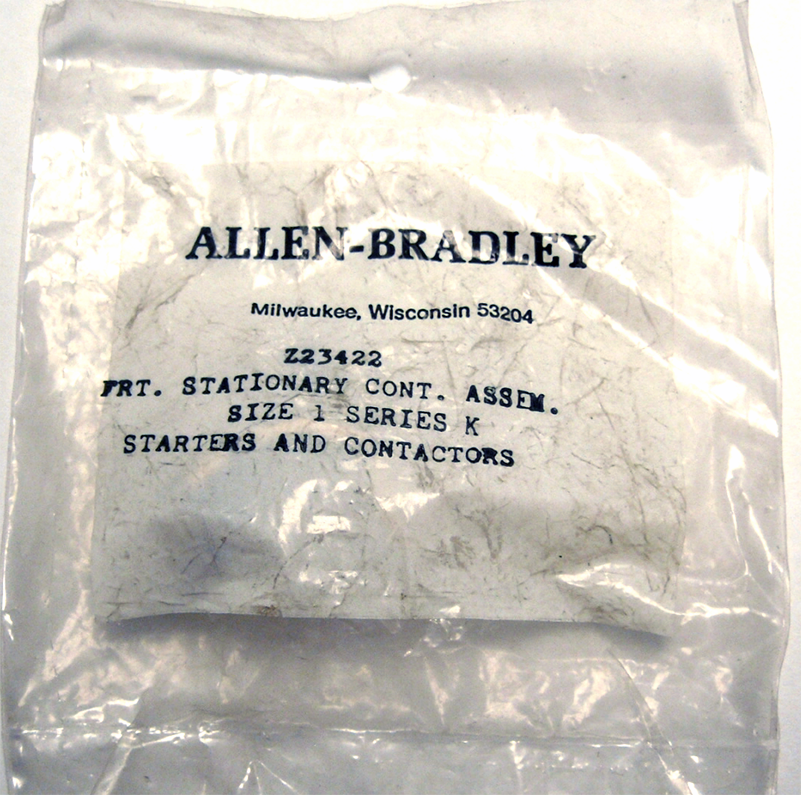 ALLEN-BRADLEY
Milwaukee, Wisconsin 53204
Z23422
FRT. STATIONARY CONT. ASSEM.
SIZE 1 SERIES K
STARTERS AND CONTACTORS